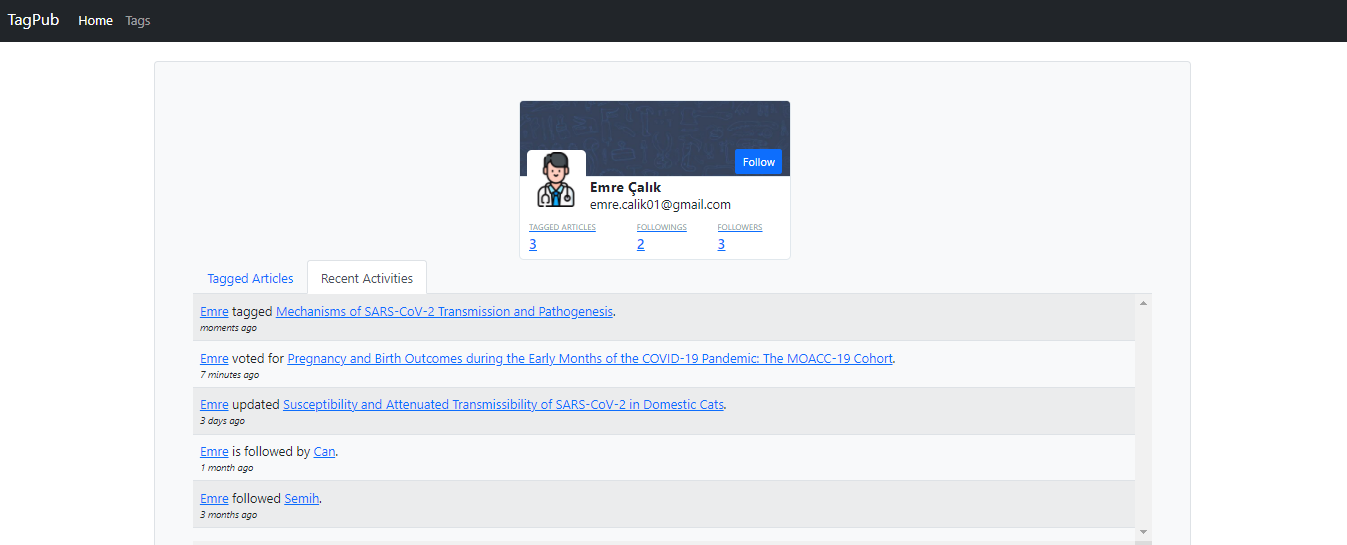 TagPub Home Tags
Follow
Emre Çalık
emre.calik01@gmail.com
TAGGED ARTICLES FOLLOWINGS FOLLOWERS
3 2 3
Tagged Articles Recent Activities
Emre tagged Mechanisms of SARS-CoV-2 Transmission and Pathogenesis.
moments ago
Emre voted for Pregnancy and Birth Outcomes during the Early Months of the COVID-19 Pandemic: The MOACC-19 Cohort.
7 minutes ago
Emre updated Susceptibility and Attenuated Transmissibility of SARS-CoV-2 in Domestic Cats.
3 days ago
Emre is followed by Can.
1 month ago
Emre followed Semih.
3 months ago